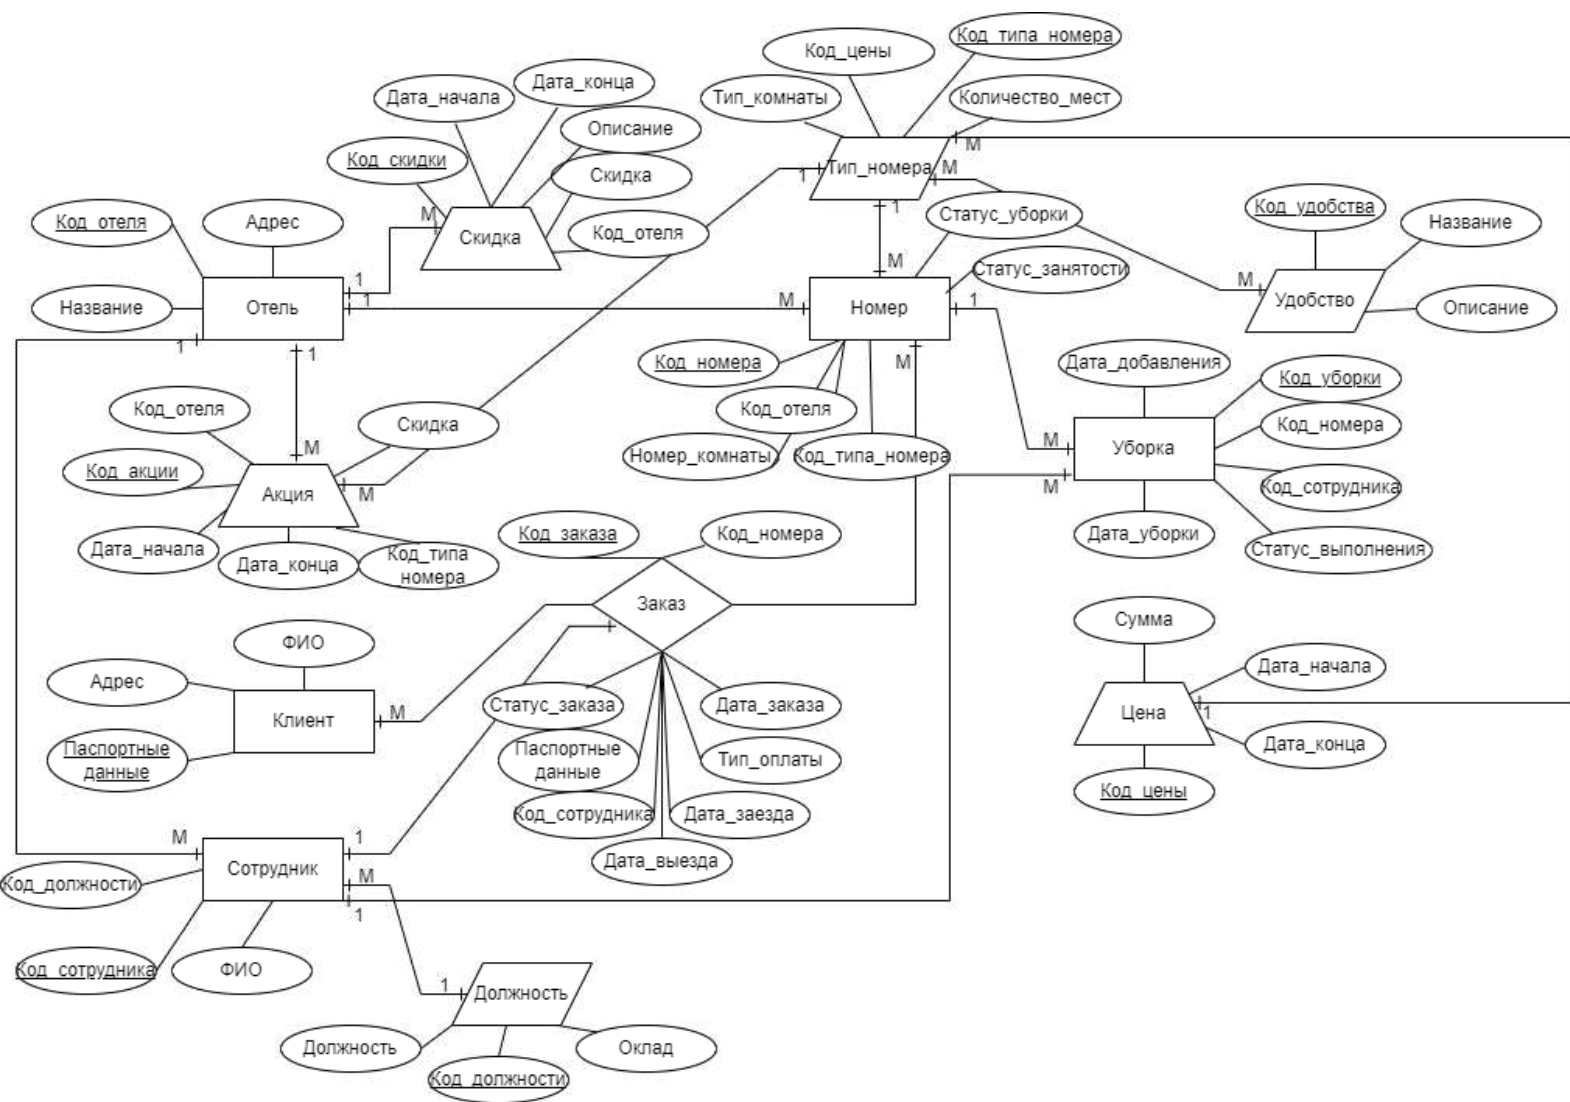 Код_цены
Код_типа_номера
Дата_начала
Дата_конца
Тип_комнаты
Количество_мест
Описание
M
M
Код_скидки
Скидка
1
Тип_номера
M
Код_отеля
Адрес
M
Скидка
Код_отеля
1
Статус_уборки
Код_удобства
Название
M
Статус_занятости
1
M
Название
Отель
1
M
Номер
1
Удобство
Описание
1
1
Код_номера
M
Дата_добавления
Код_уборки
Код_отеля
Скидка
Код_отеля
Код_номера
M
M
Уборка
Код_акции
Номер_комнаты
Код_типа_номера
Акция
M
M
Код_сотрудника
Дата_начала
Дата_конца
Код_типа
номера
Код_заказа
Код_номера
Дата_уборки
Статус_выполнения
Заказ
ФИО
Сумма
Адрес
Дата_начала
Статус_заказа
Дата_заказа
Клиент
M
Цена
1
Паспортные
данные
Паспортные
данные
Тип_оплаты
Дата_конца
Код_цены
Код_сотрудника
Дата_заезда
M
1
Дата_выезда
Сотрудник
M
Код_должности
1
Код_сотрудника
ФИО
1
Должность
Должность
Оклад
Код_должности